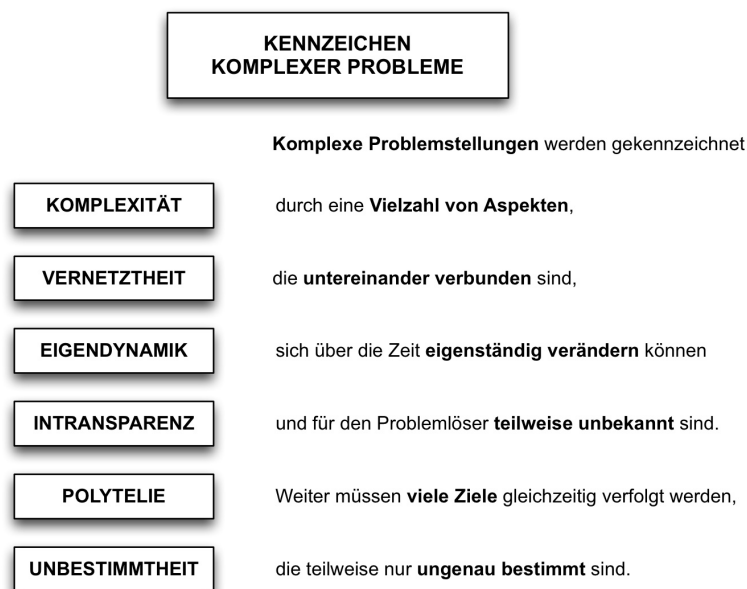 KENNZEICHEN
KOMPLEXER PROBLEME
Komplexe Problemstellungen werden gekennzeichnet
KOMPLEXITÄT durch eine Vielzahl von Aspekten,
VERNETZTHEIT die untereinander verbunden sind,
EIGENDYNAMIK sich über die Zeit eigenständig verändern können
INTRANSPARENZ und für den Problemlöser teilweise unbekannt sind.
POLYTELIE Weiter müssen viele Ziele gleichzeitig verfolgt werden,
UNBESTIMMTHEIT die teilweise nur ungenau bestimmt sind.